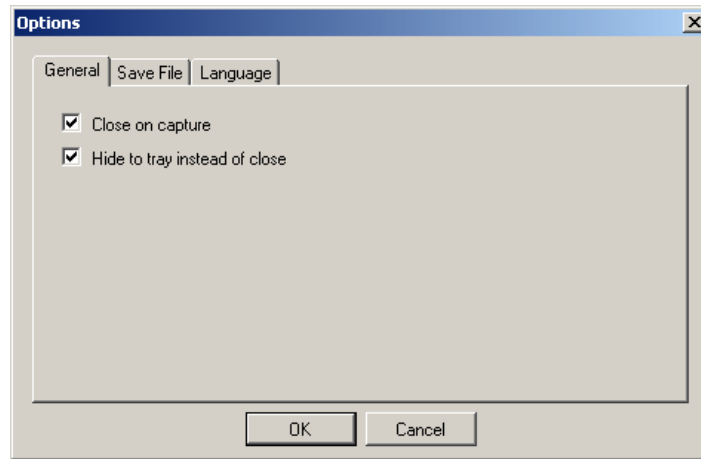 Options
General Save File Language
Close on capture
Hide to tray instead of close
OK Cancel